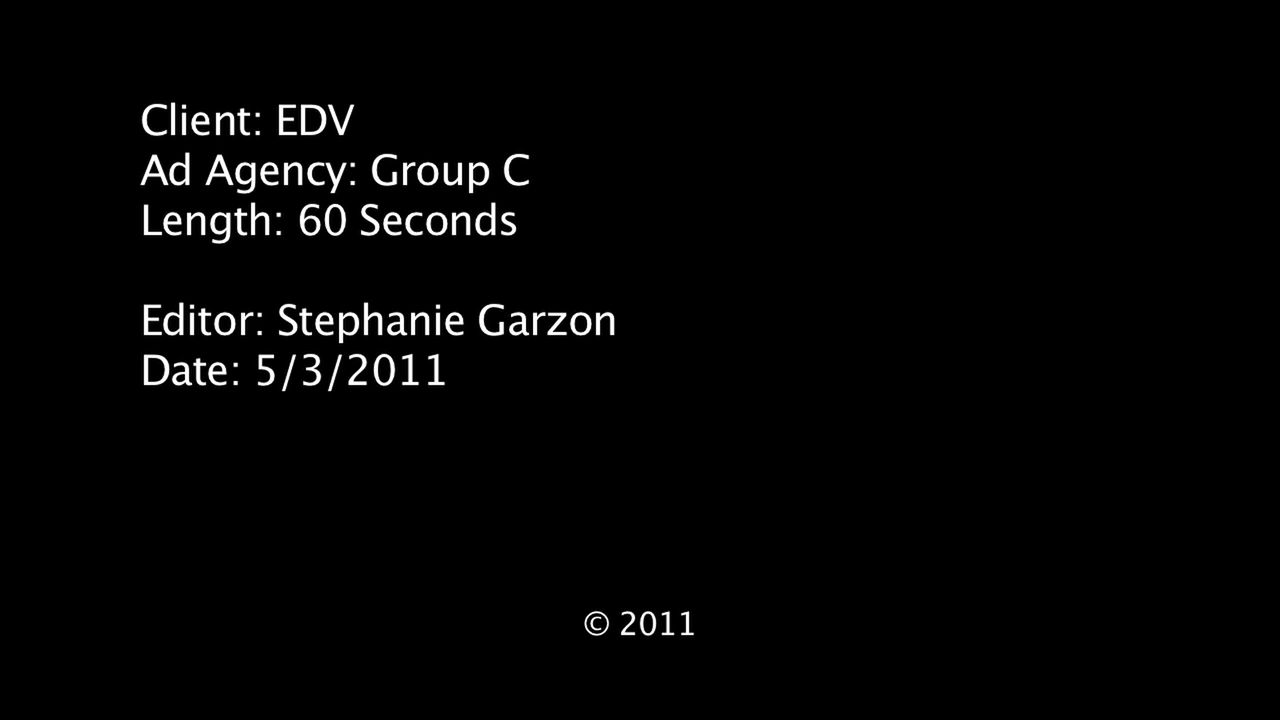 Client: EDV
Ad Agency: Group C
Length: 60 Seconds
Editor: Stephanie Garzon
Date: 5/3/2011
© 2011